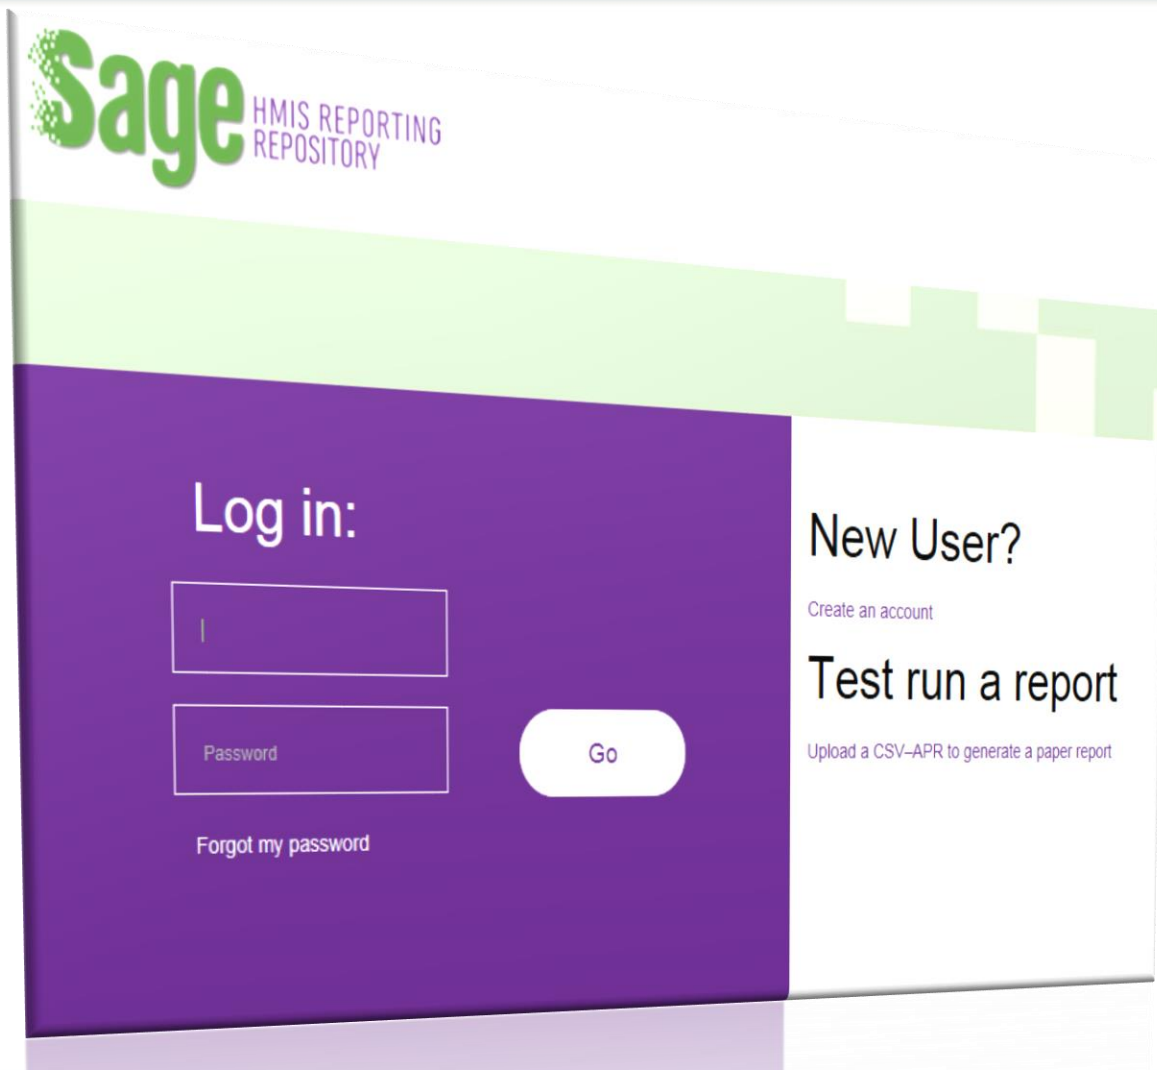 Sage
HMIS REPORTING
REPOSITORY
Log in:
Password
Go
Forgot my password
New User?
Create an account
Test run a report
Upload a CSV–APR to generate a paper report